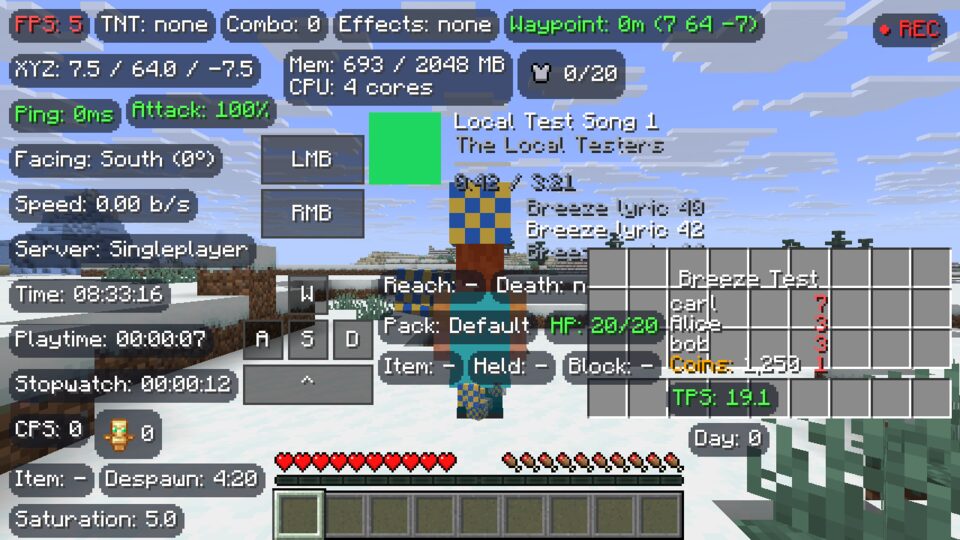 FPS: 5 TNT: none Combo: 0 Effects: none Waypoint: 0m (7 64 -7) • REC
XYZ: 7.5 / 64.0 / -7.5
Mem: 693 / 2048 MB
CPU: 4 cores
0/20
Ping: 0ms Attack: 100%
Local Test Song 1
The Local Testers
0:42 / 3:21
Facing: South (0°)
LMB
RMB
Speed: 0.00 b/s
Breeze lyric 40
Breeze lyric 42
Server: Singleplayer
Time: 08:33:16
W
Reach: - Death: n
Breeze Test
carl 7
Alice 3
bob 3
Coins: 1,250 1
Pack: Default HP: 20/20
Playtime: 00:00:07
A S D
Item: - Held: - Block: -
Stopwatch: 00:00:12
^
TPS: 19.1
CPS: 0 0
Day: 0
Item: - Despawn: 4:20
Saturation: 5.0